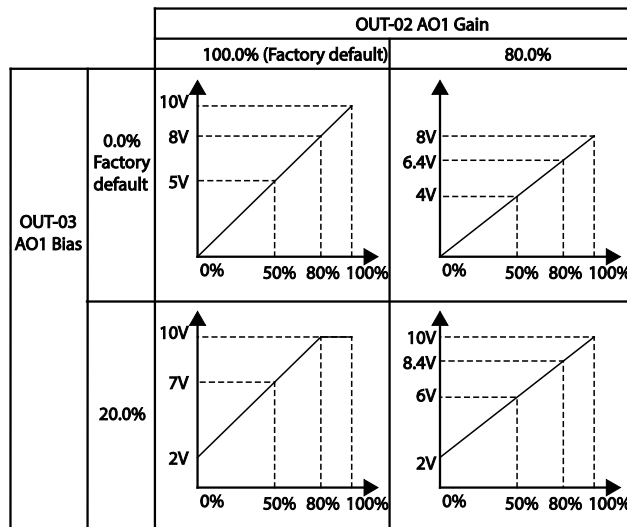 OUT-02 AO1 Gain
100.0% (Factory default)
80.0%
OUT-03
AO1 Bias
0.0%
Factory
default
10V
8V
5V
0%
50%
80%
100%
8V
6.4V
4V
0%
50%
80%
100%
20.0%
10V
7V
2V
0%
50%
80%
100%
10V
8.4V
6V
2V
0%
50%
80%
100%